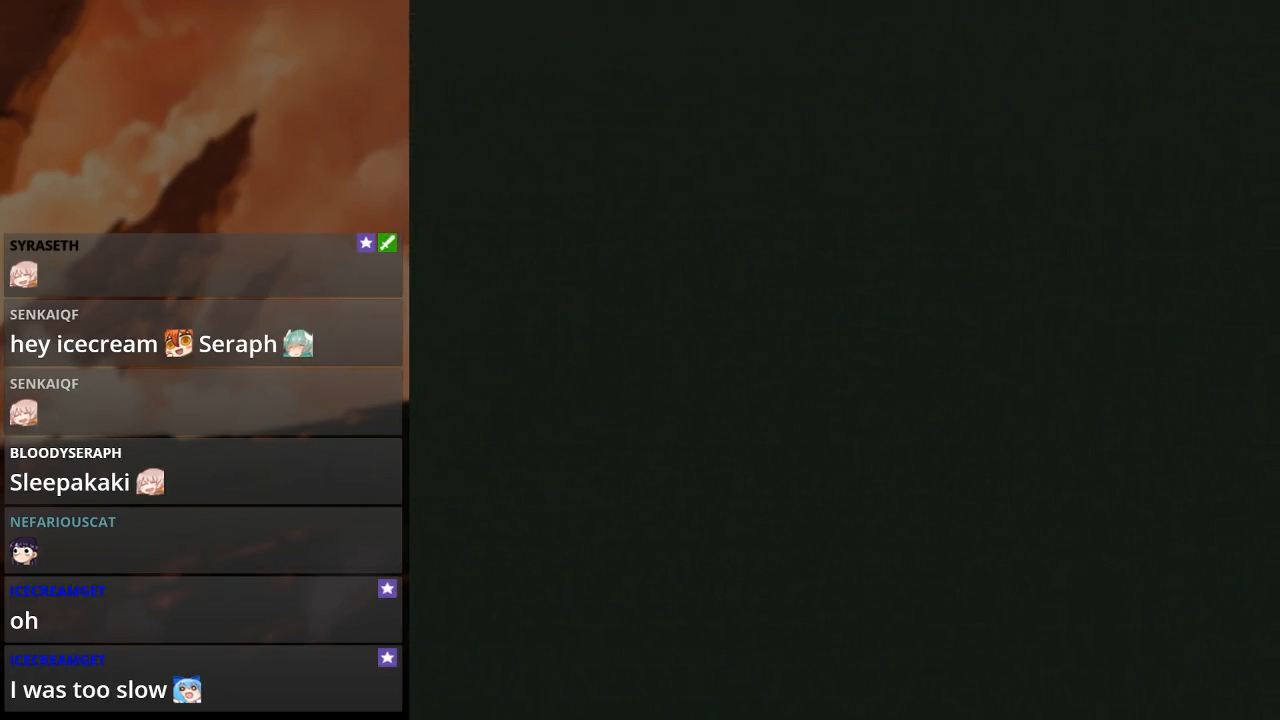 SYRASETH
SENKAIQF
hey icecream Seraph
SENKAIQF
BLOODYSERAPH
Sleepakaki
NEFARIOUSCAT
ICECREAMGET
oh
ICECREAMGET
I was too slow